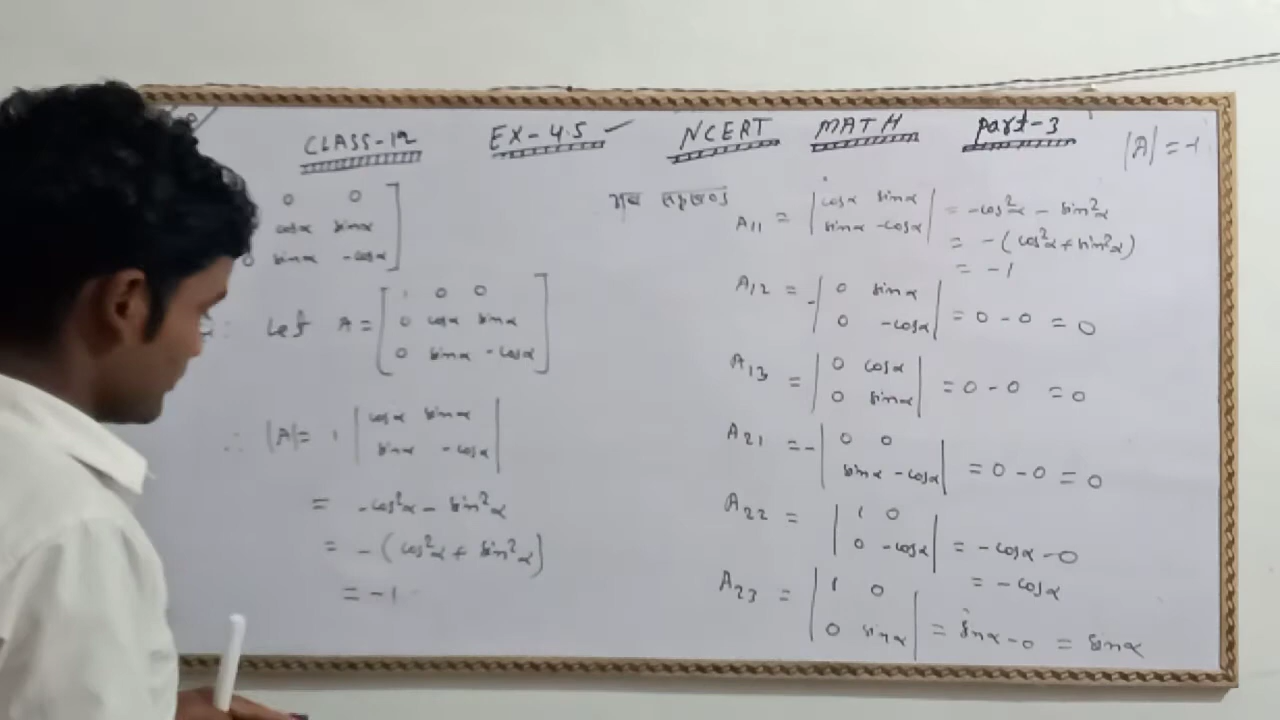 CLASS-12 EX-4.5 ✓ NCERT MATH part-3
|A| = -1
0 0
cosα sinα
0 sinα -cosα
Let A = [ 1 0 0
0 cosα sinα
0 sinα -cosα ]
∴ |A| = 1 | cosα sinα
sinα -cosα |
= -cos²α - sin²α
= -(cos²α + sin²α)
= -1
A11 = | cosα sinα
sinα -cosα | = -cos²α - sin²α
= -(cos²α + sin²α)
= -1
A12 = - | 0 sinα
0 -cosα | = 0 - 0 = 0
A13 = | 0 cosα
0 sinα | = 0 - 0 = 0
A21 = - | 0 0
sinα -cosα | = 0 - 0 = 0
A22 = | 1 0
0 -cosα | = -cosα - 0
= -cosα
A23 = | 1 0
0 sinα | = sinα - 0 = sinα